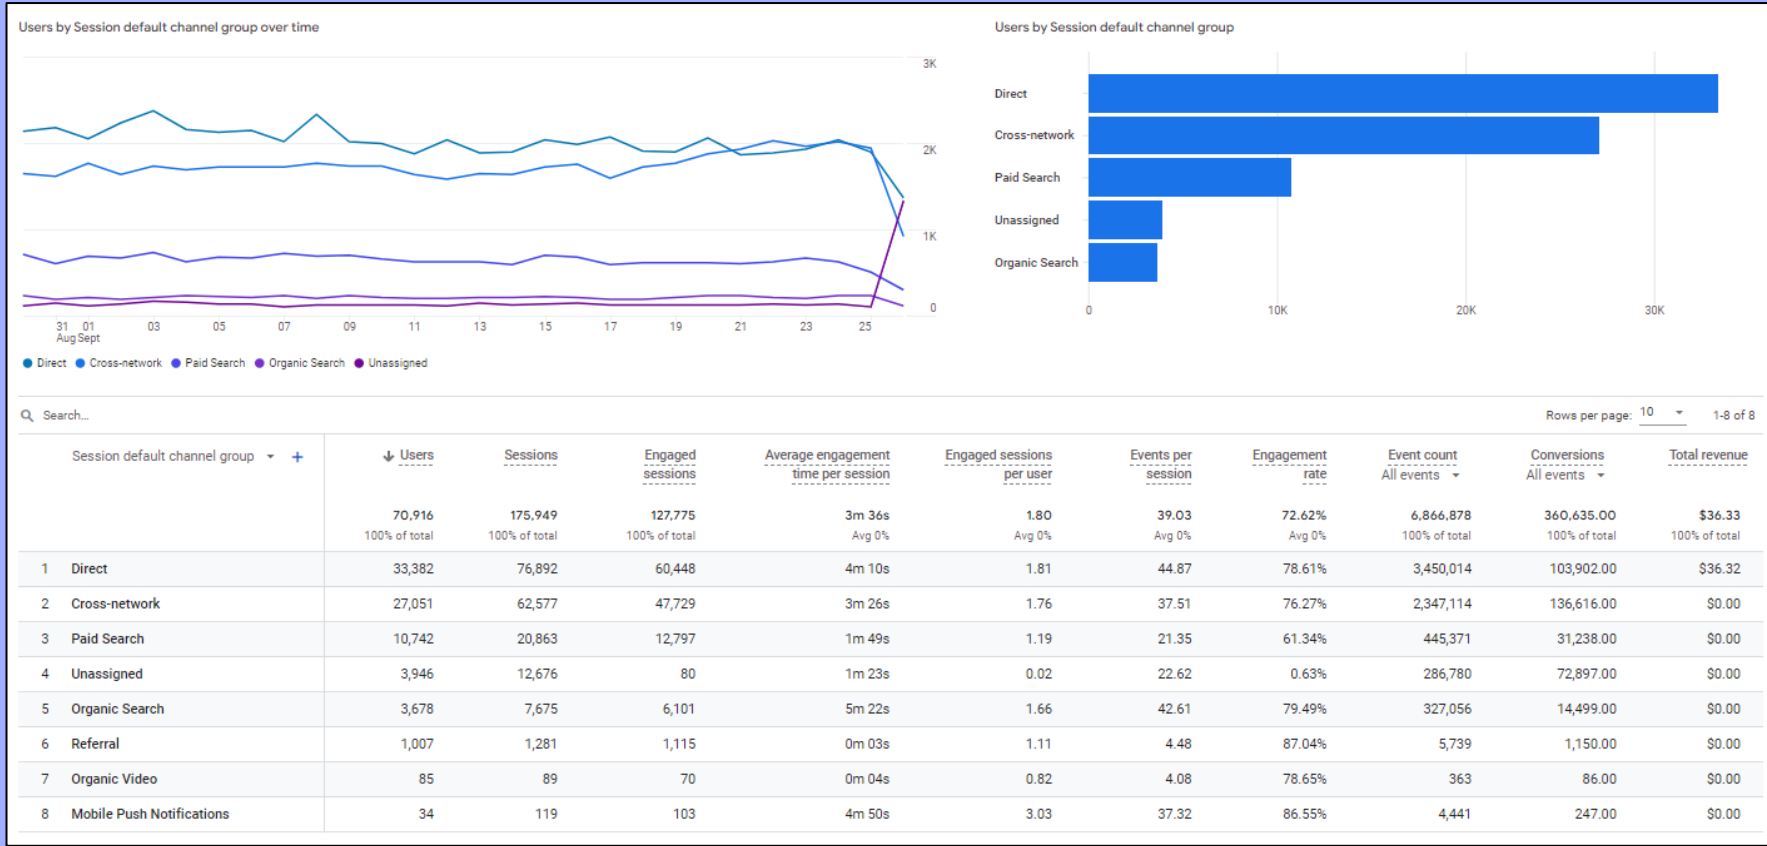 Users by Session default channel group over time
3K
2K
1K
0
31 01 03 05 07 09 11 13 15 17 19 21 23 25
Aug Sept
Direct Cross-network Paid Search Organic Search Unassigned
Users by Session default channel group
Direct
Cross-network
Paid Search
Unassigned
Organic Search
0 10K 20K 30K
Search...
Rows per page: 10 1-8 of 8
Session default channel group + Users Sessions Engaged sessions Average engagement time per session Engaged sessions per user Events per session Engagement rate Event count All events Conversions All events Total revenue
70,916 175,949 127,775 3m 36s 1.80 39.03 72.62% 6,866,878 360,635.00 $36.33
100% of total 100% of total 100% of total Avg 0% Avg 0% Avg 0% Avg 0% 100% of total 100% of total 100% of total
1 Direct 33,382 76,892 60,448 4m 10s 1.81 44.87 78.61% 3,450,014 103,902.00 $36.32
2 Cross-network 27,051 62,577 47,729 3m 26s 1.76 37.51 76.27% 2,347,114 136,616.00 $0.00
3 Paid Search 10,742 20,863 12,797 1m 49s 1.19 21.35 61.34% 445,371 31,238.00 $0.00
4 Unassigned 3,946 12,676 80 1m 23s 0.02 22.62 0.63% 286,780 72,897.00 $0.00
5 Organic Search 3,678 7,675 6,101 5m 22s 1.66 42.61 79.49% 327,056 14,499.00 $0.00
6 Referral 1,007 1,281 1,115 0m 03s 1.11 4.48 87.04% 5,739 1,150.00 $0.00
7 Organic Video 85 89 70 0m 04s 0.82 4.08 78.65% 363 86.00 $0.00
8 Mobile Push Notifications 34 119 103 4m 50s 3.03 37.32 86.55% 4,441 247.00 $0.00